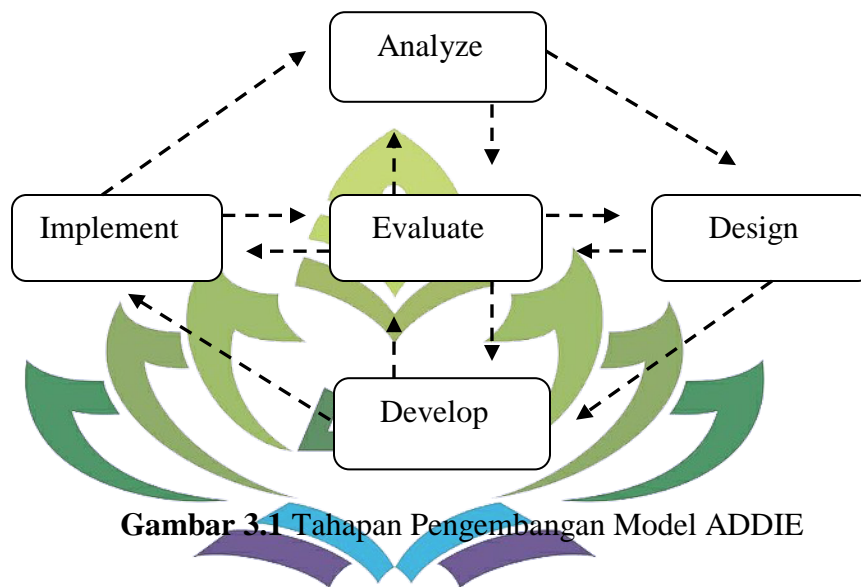 Analyze
Implement
Evaluate
Design
Develop
Gambar 3.1 Tahapan Pengembangan Model ADDIE